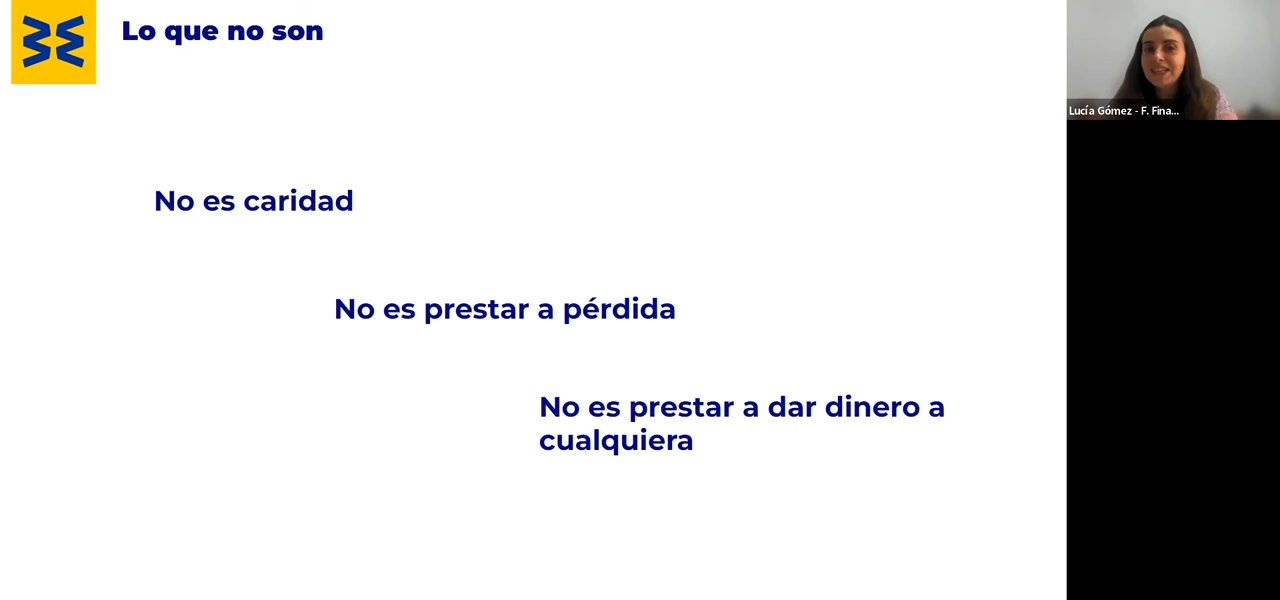 Lo que no son
No es caridad
No es prestar a pérdida
No es prestar a dar dinero a
cualquiera
Lucía Gómez - F. Fina...